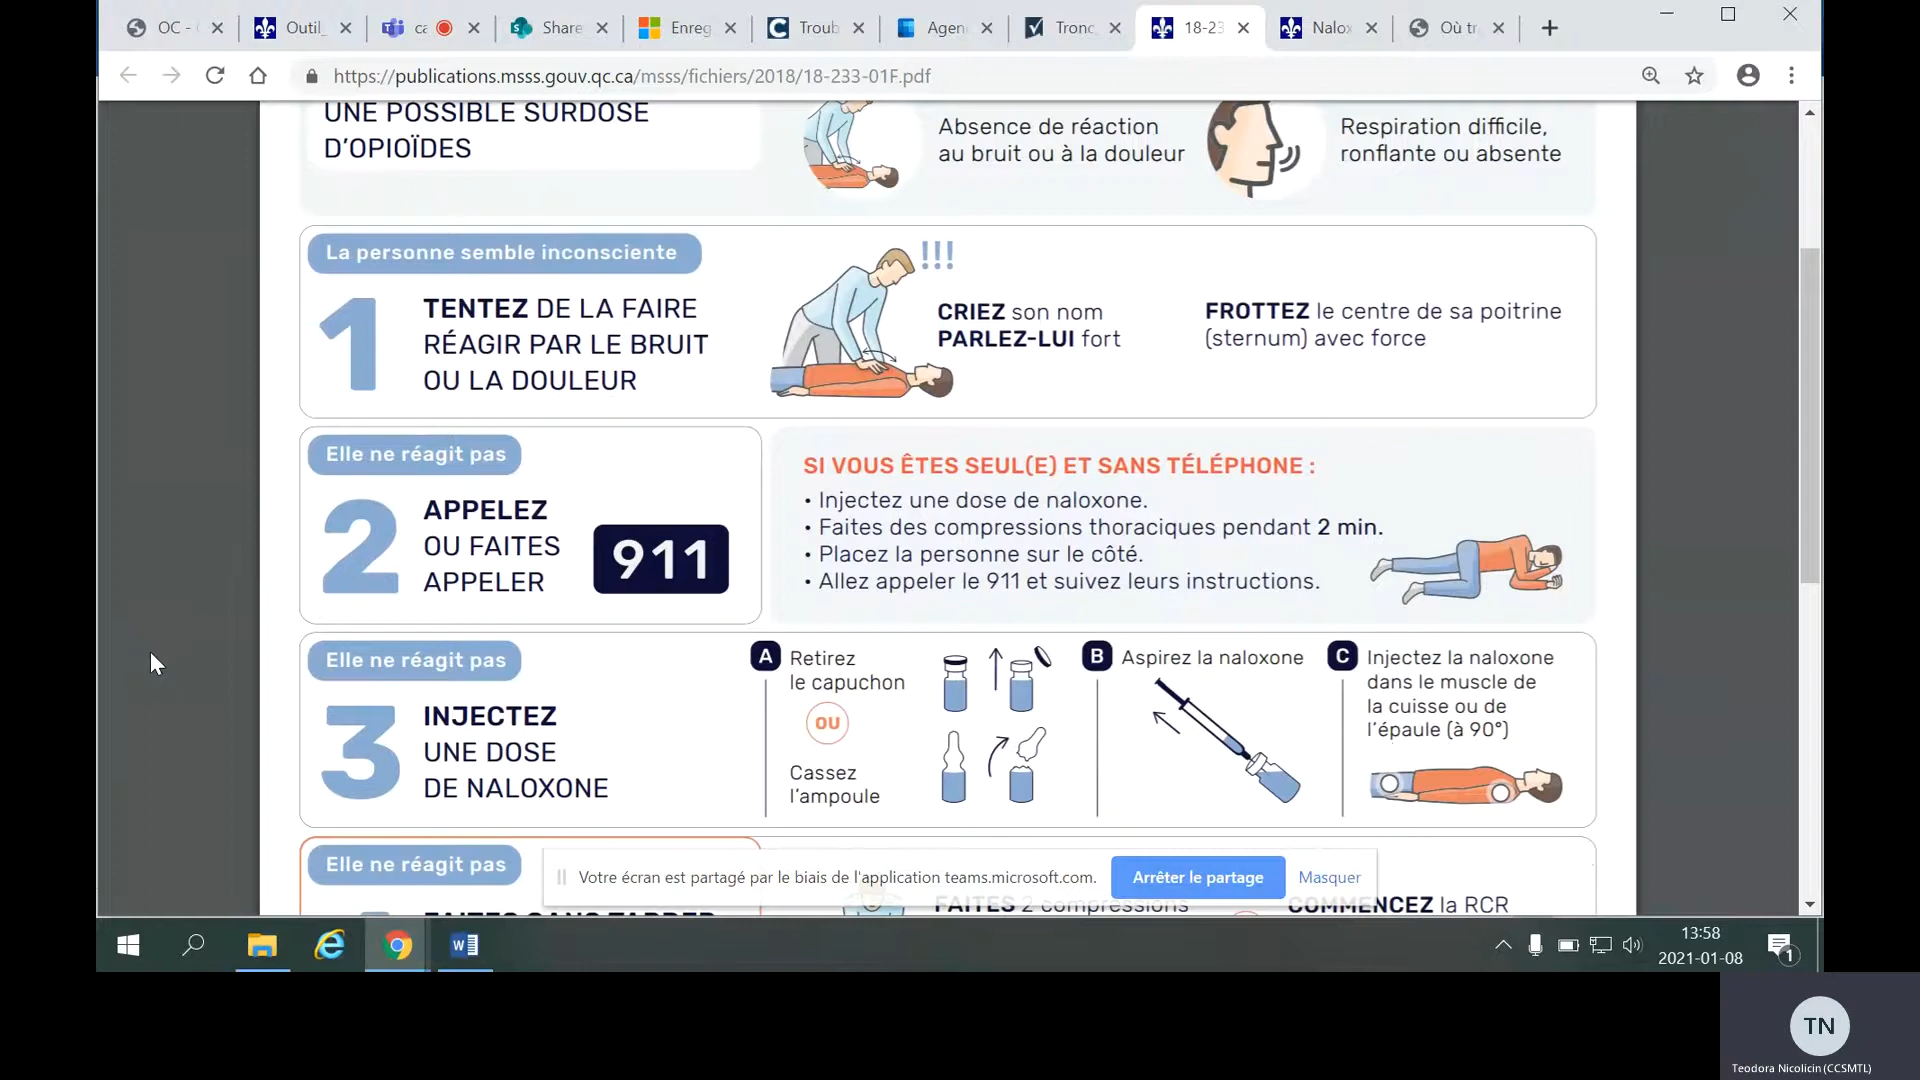 OC -
Outil_
ca
Share
Enreg
Troub
Agen
Tronc
18-23
Nalox
Où tr
https://publications.msss.gouv.qc.ca/msss/fichiers/2018/18-233-01F.pdf
UNE POSSIBLE SURDOSE
D'OPIOÏDES
Absence de réaction
au bruit ou à la douleur
Respiration difficile,
ronflante ou absente
La personne semble inconsciente
1
TENTEZ DE LA FAIRE
RÉAGIR PAR LE BRUIT
OU LA DOULEUR
!!!
CRIEZ son nom
PARLEZ-LUI fort
FROTTEZ le centre de sa poitrine
(sternum) avec force
Elle ne réagit pas
2
APPELEZ
OU FAITES
APPELER
911
SI VOUS ÊTES SEUL(E) ET SANS TÉLÉPHONE :
• Injectez une dose de naloxone.
• Faites des compressions thoraciques pendant 2 min.
• Placez la personne sur le côté.
• Allez appeler le 911 et suivez leurs instructions.
Elle ne réagit pas
3
INJECTEZ
UNE DOSE
DE NALOXONE
A Retirez
le capuchon
OU
Cassez
l'ampoule
B Aspirez la naloxone
C Injectez la naloxone
dans le muscle de
la cuisse ou de
l'épaule (à 90°)
Elle ne réagit pas
FAITES SANS TARDER
FAITES 2 compressions
COMMENCEZ la RCR
Votre écran est partagé par le biais de l'application teams.microsoft.com.
Arrêter le partage
Masquer
13:58
2021-01-08
1
TN
Teodora Nicolicin (CCSMTL)